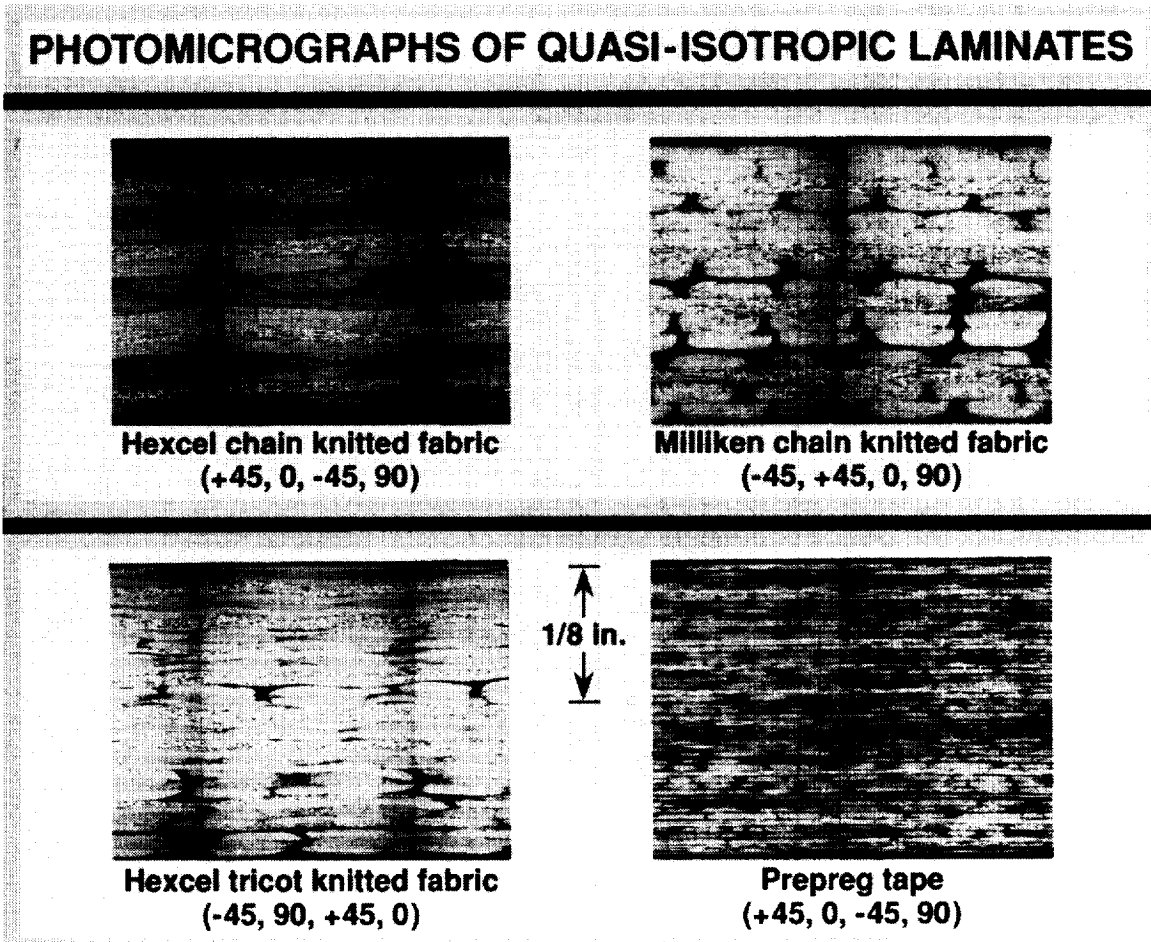 PHOTOMICROGRAPHS OF QUASI-ISOTROPIC LAMINATES
Hexcel chain knitted fabric
(+45, 0, -45, 90)
Milliken chain knitted fabric
(-45, +45, 0, 90)
1/8 in.
Hexcel tricot knitted fabric
(-45, 90, +45, 0)
Prepreg tape
(+45, 0, -45, 90)